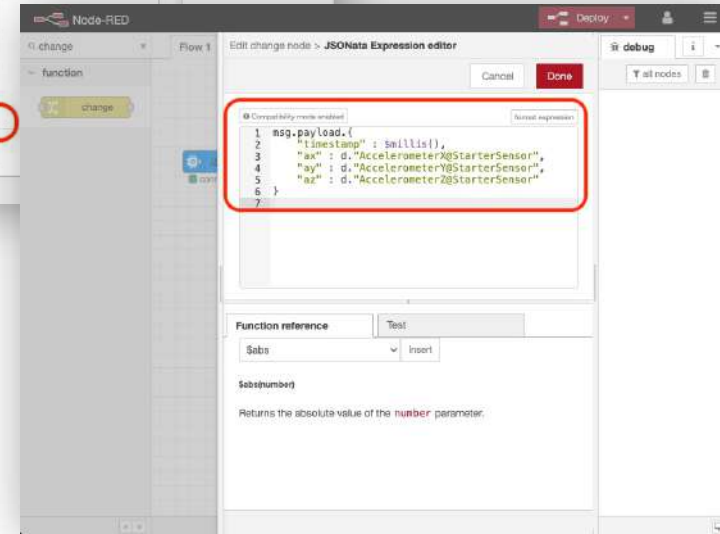 Node-RED
Deploy
change
Flow 1
Edit change node > JSONata Expression editor
debug
i
function
Cancel
Done
all nodes
change
Compatibility mode enabled
format expression
1 msg.payload.{
2 "timestamp" : $millis(),
3 "ax" : d."AccelerometerX@StarterSensor",
4 "ay" : d."AccelerometerY@StarterSensor",
5 "az" : d."AccelerometerZ@StarterSensor"
6 }
7
Function reference
Test
$abs
Insert
$abs(number)
Returns the absolute value of the number parameter.